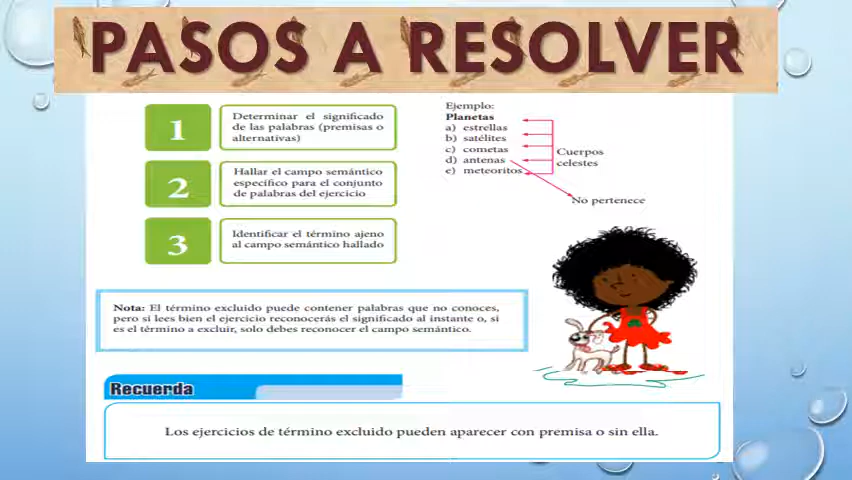 PASOS A RESOLVER
1
Determinar el significado
de las palabras (premisas o
alternativas)
2
Hallar el campo semántico
específico para el conjunto
de palabras del ejercicio
3
Identificar el término ajeno
al campo semántico hallado
Ejemplo:
Planetas
a) estrellas
b) satélites
c) cometas
d) antenas
e) meteoritos
Cuerpos
celestes
No pertenece
Nota: El término excluido puede contener palabras que no conoces,
pero si lees bien el ejercicio reconocerás el significado al instante o, si
es el término a excluir, solo debes reconocer el campo semántico.
Recuerda
Los ejercicios de término excluido pueden aparecer con premisa o sin ella.